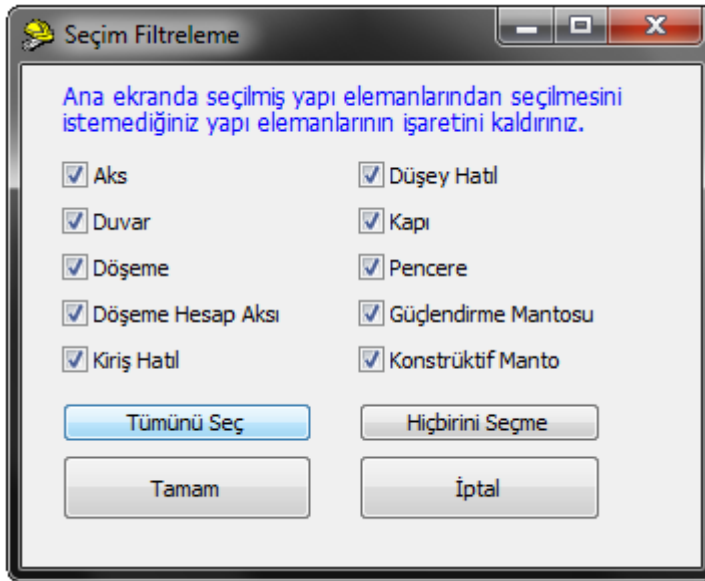 Seçim Filtreleme
Ana ekranda seçilmiş yapı elemanlarından seçilmesini
istemediğiniz yapı elemanlarının işaretini kaldırınız.
Aks
Düşey Hatıl
Duvar
Kapı
Döşeme
Pencere
Döşeme Hesap Aksı
Güçlendirme Mantosu
Kiriş Hatıl
Konstrüktif Manto
Tümünü Seç
Hiçbirini Seçme
Tamam
İptal